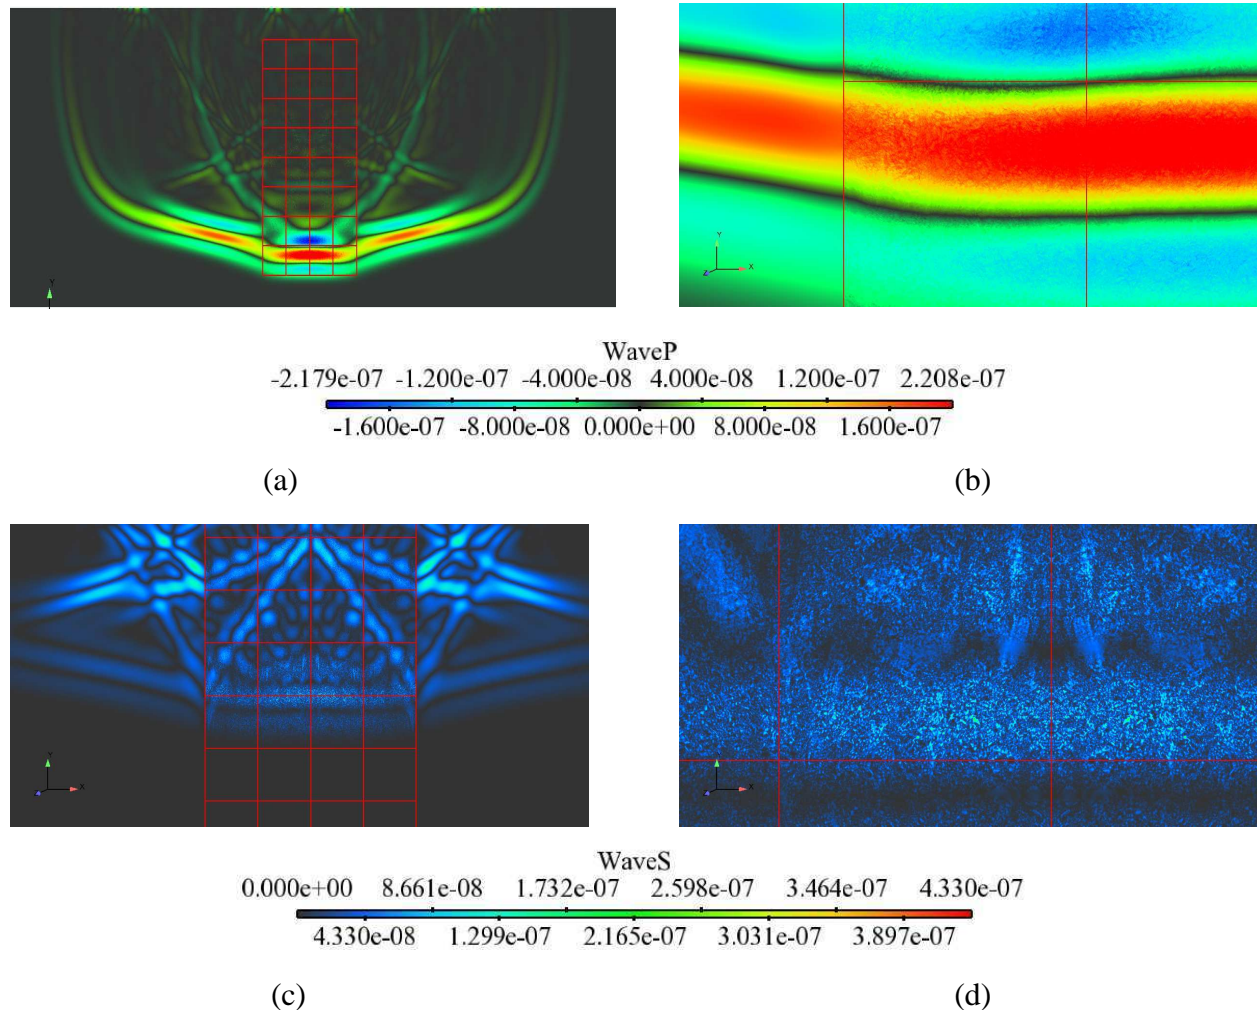 Y
Y
Z
X
WaveP
-2.179e-07 -1.200e-07 -4.000e-08 4.000e-08 1.200e-07 2.208e-07
-1.600e-07 -8.000e-08 0.000e+00 8.000e-08 1.600e-07
(a)
(b)
Y
Z
X
Y
Z
X
WaveS
0.000e+00 8.661e-08 1.732e-07 2.598e-07 3.464e-07 4.330e-07
4.330e-08 1.299e-07 2.165e-07 3.031e-07 3.897e-07
(c)
(d)